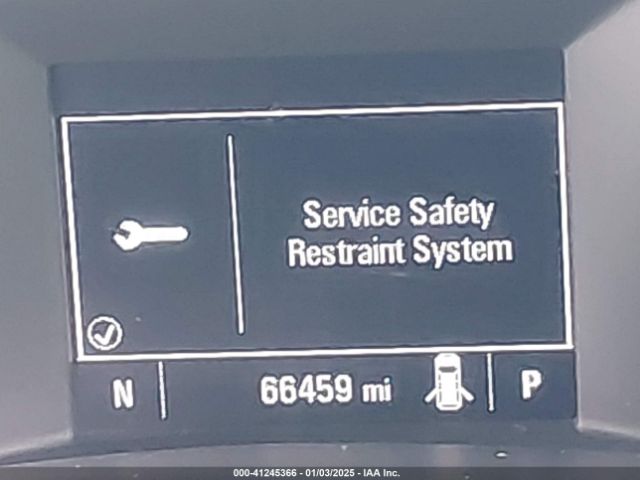 Service Safety
Restraint System
N 66459 mi P
000-41245366 - 01/03/2025 - IAA Inc.